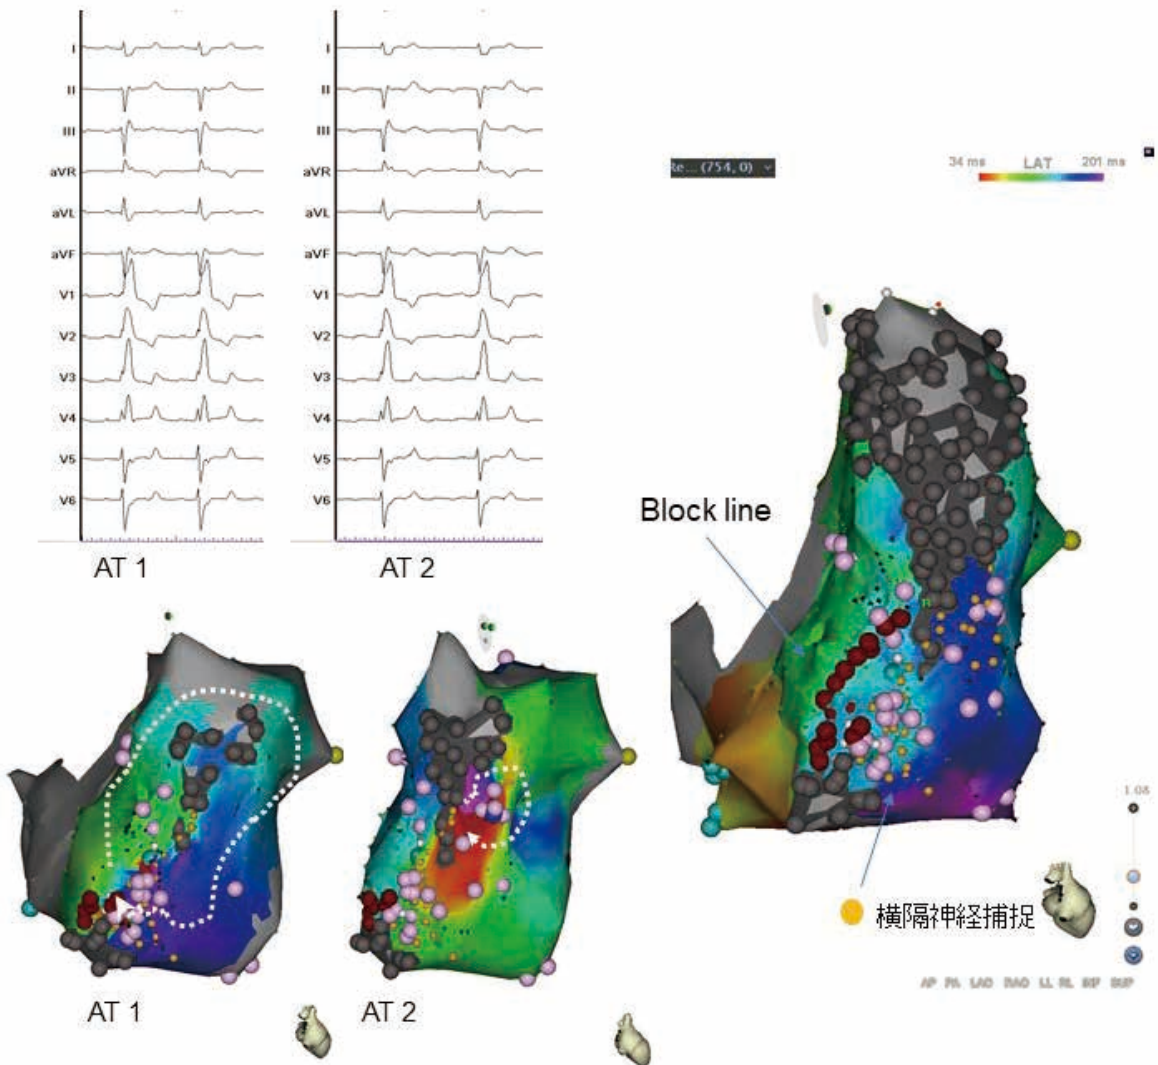 I
II
III
aVR
aVL
aVF
V1
V2
V3
V4
V5
V6
AT 1
I
II
III
aVR
aVL
aVF
V1
V2
V3
V4
V5
V6
AT 2
(754, 0)
34 ms LAT 201 ms
Block line
1.08
横隔神経捕捉
AP PA LAO RAO LL RL INF SUP
AT 1
AT 2